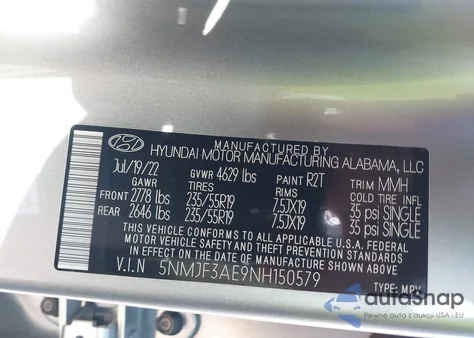 MANUFACTURED BY
HYUNDAI MOTOR MANUFACTURING ALABAMA, LLC
Jul/19/22 GVWR 4629 lbs PAINT R2T TRIM MMH
GAWR TIRES RIMS COLD TIRE INFL
FRONT 2778 lbs 235/55R19 7.5JX19 35 psi SINGLE
REAR 2646 lbs 235/55R19 7.5JX19 35 psi SINGLE
THIS VEHICLE CONFORMS TO ALL APPLICABLE
U.S. FEDERAL MOTOR VEHICLE SAFETY, BUMPER,
AND THEFT PREVENTION STANDARDS IN EFFECT
ON THE DATE OF MANUFACTURE SHOWN ABOVE.
V.I.N 5NMJF3AE9NH150579
TYPE: MPV
autaSnap
Pewne auta z aukcji USA i EU